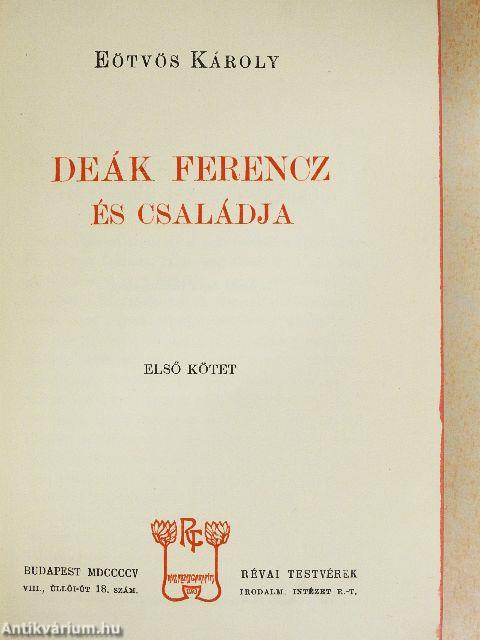 EÖTVÖS KÁROLY
DEÁK FERENCZ
ÉS CSALÁDJA
ELSŐ KÖTET
BUDAPEST MDCCCCV
VIII., ÜLLŐI-ÚT 18. SZÁM.
RÉVAI TESTVÉREK
IRODALM. INTÉZET R.-T.
Antikvárium.hu